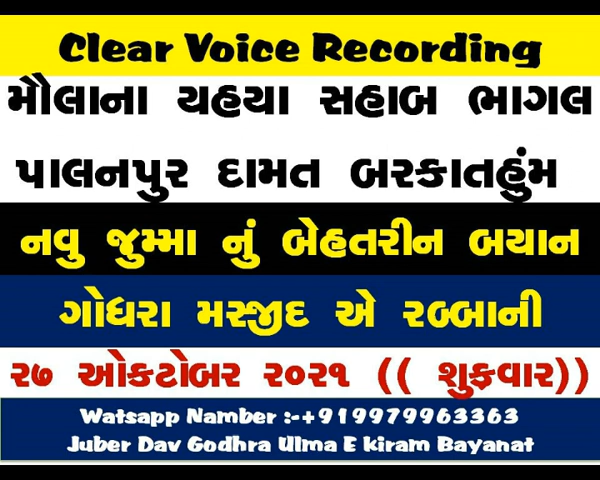 Clear Voice Recording
મૌલાના યહયા સહાબ ભાગલ
પાલનપુર દામત બરકાતહુંમ
નવુ જુમ્મા નું બેહતરીન બયાન
ગોધરા મસ્જીદ એ રબ્બાની
૨૭ ઓકટોબર ૨૦૨૧ (( શુક્રવાર))
Watsapp Namber :-+919979963363
Juber Dav Godhra Ulma E kiram Bayanat